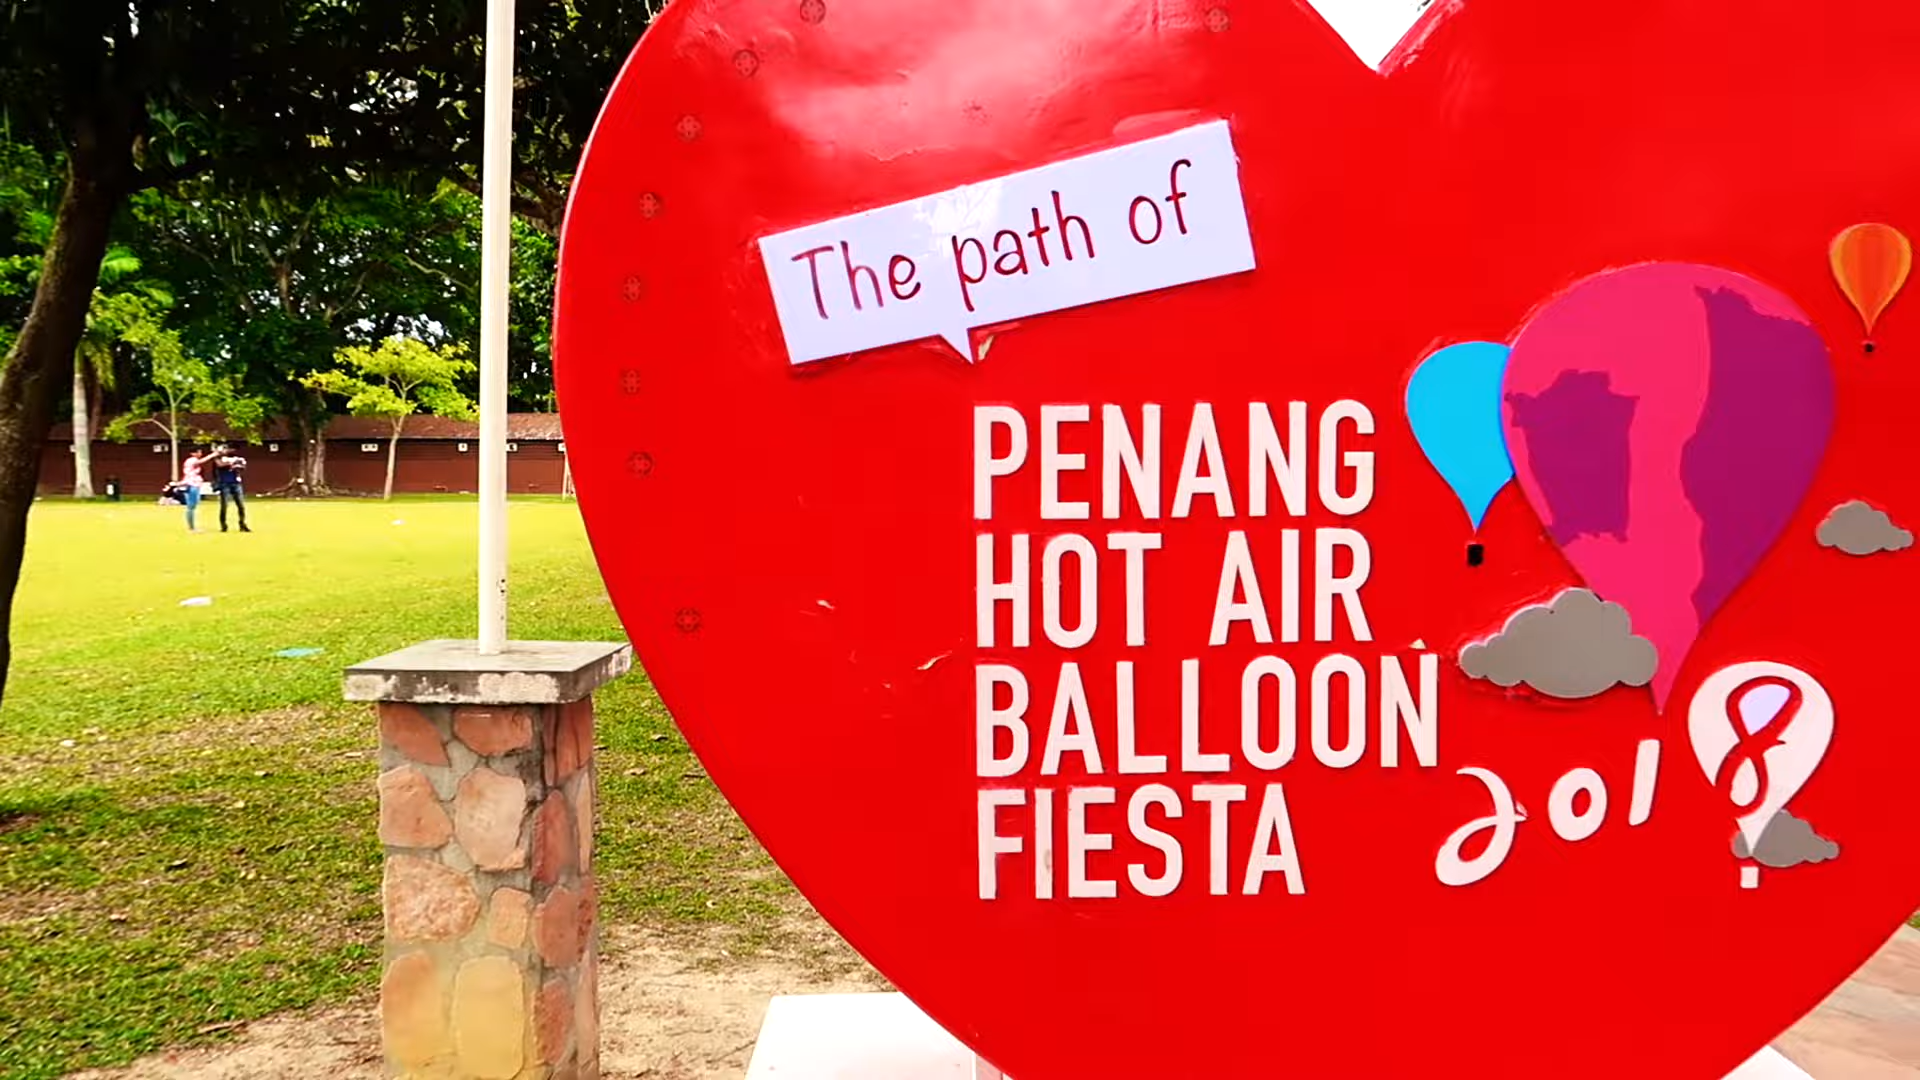 The path of
PENANG
HOT AIR
BALLOON
FIESTA
2018